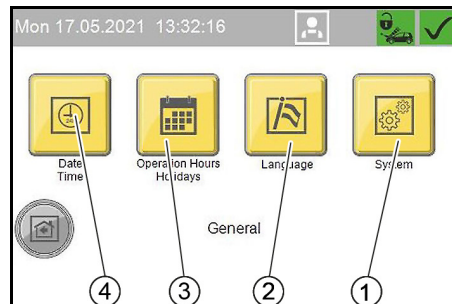 Mon 17.05.2021 13:32:16
Date
Time
Operation Hours
Holidays
Language
System
General
4
3
2
1